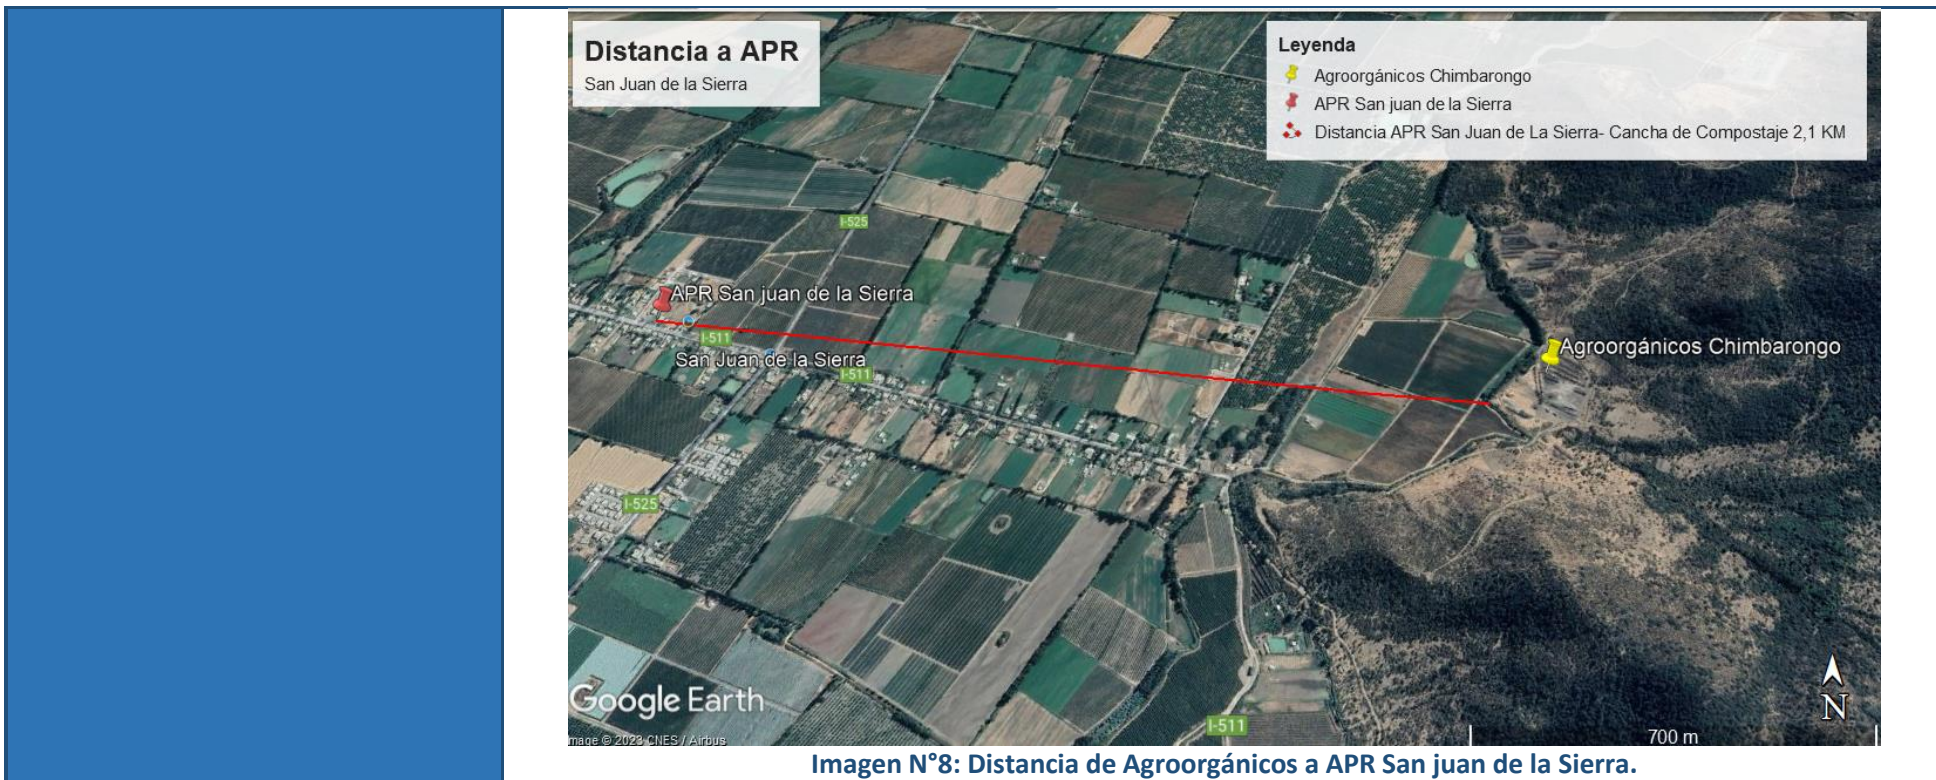 Distancia a APR
San Juan de la Sierra
Leyenda
Agroorgánicos Chimbarongo
APR San juan de la Sierra
Distancia APR San Juan de La Sierra- Cancha de Compostaje 2,1 KM
I-525
APR San juan de la Sierra
I-511
San Juan de la Sierra
I-511
Agroorgánicos Chimbarongo
I-525
Google Earth
N
I-511
700 m
mage © 2023 CNES / Airbus
Imagen N°8: Distancia de Agroorgánicos a APR San juan de la Sierra.